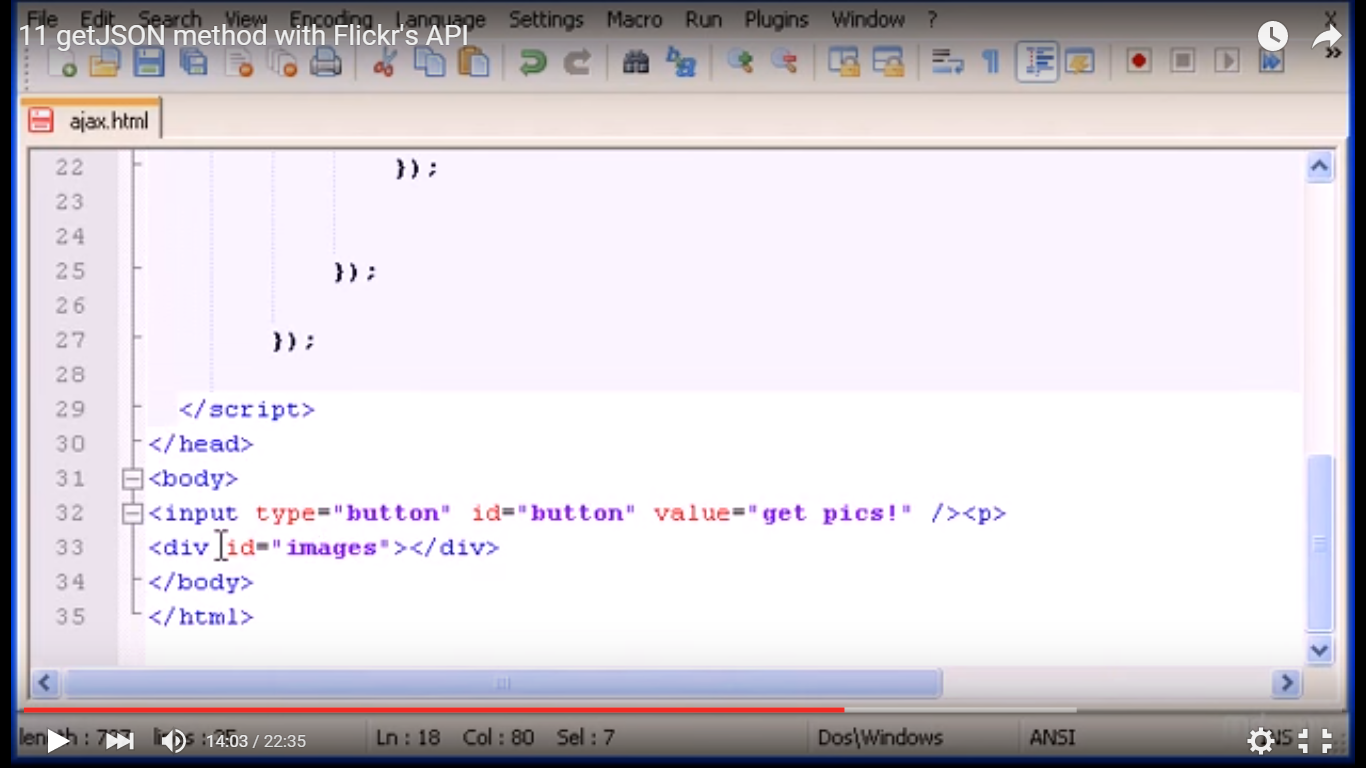 File Edit Search View Encoding Language Settings Macro Run Plugins Window ? X
11 getJSON method with Flickr's API
ajax.html
22 });
23
24
25 });
26
27 });
28
29 </script>
30 </head>
31 <body>
32 <input type="button" id="button" value="get pics!" /><p>
33 <div id="images"></div>
34 </body>
35 </html>
14:03 / 22:35 Ln : 18 Col : 80 Sel : 7 Dos\Windows ANSI